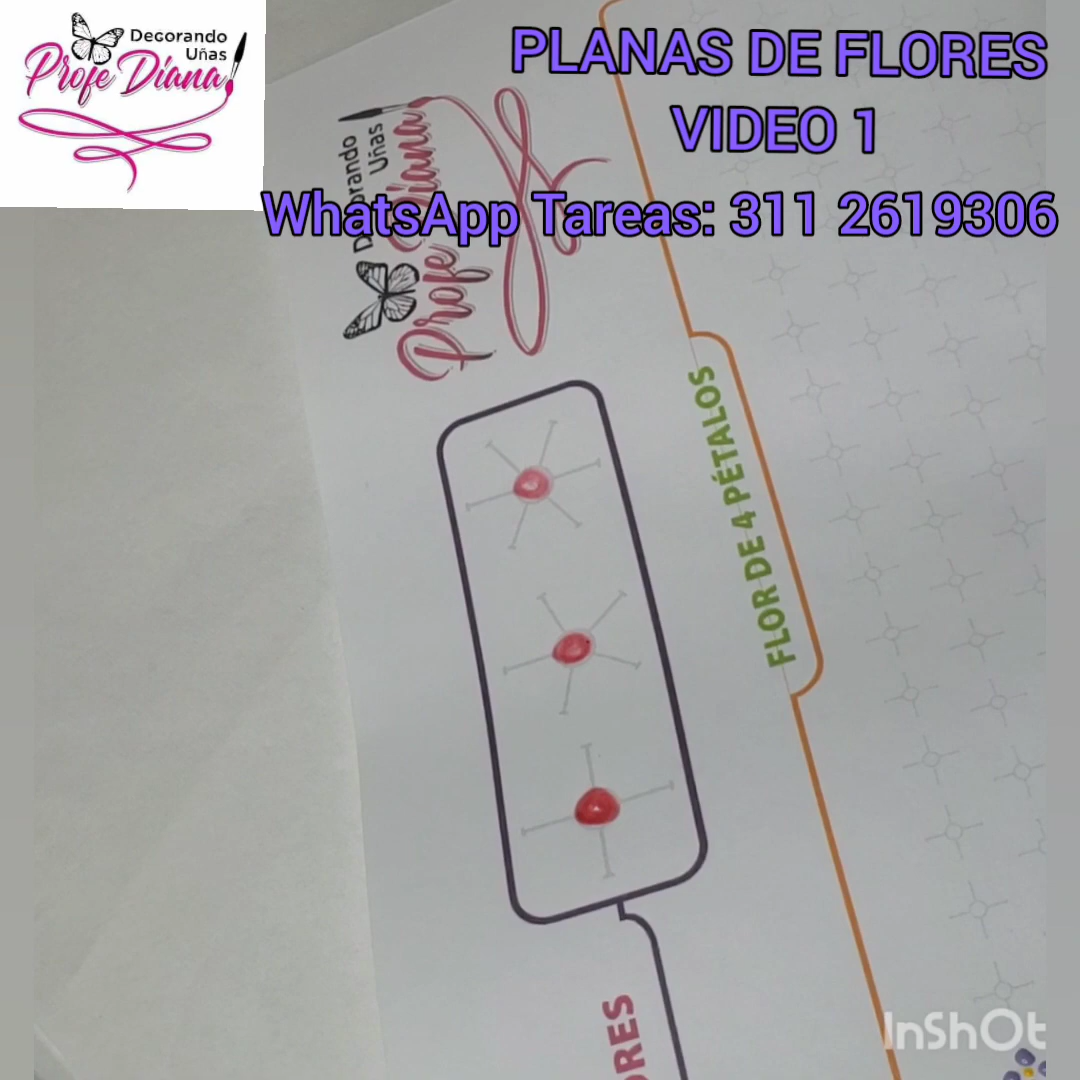 Decorando
Uñas
Profe Diana
PLANAS DE FLORES
VIDEO 1
WhatsApp Tareas: 311 2619306
Decorando
Uñas
Profe Diana
FLOR DE 4 PÉTALOS
InShOt